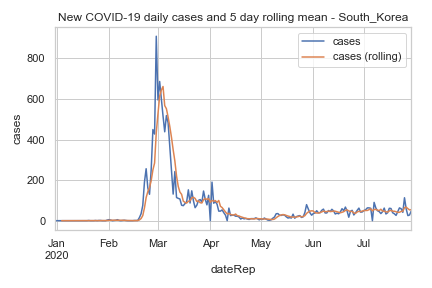 New COVID-19 daily cases and 5 day rolling mean - South_Korea
cases
cases (rolling)
800
600
400
200
0
cases
Jan Feb Mar Apr May Jun Jul
2020
dateRep